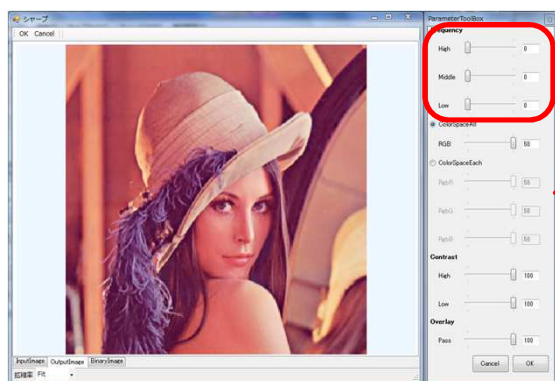 シャープ
OK Cancel
InputImage OutputImage BinaryImage
拡縮率 Fit
ParameterToolBox
Frequency
High 0
Middle 0
Low 0
ColorSpaceAll
RGB 50
ColorSpaceEach
50
50
50
Contrast
High 100
Low 100
Overlay
Pass 100
Cancel OK